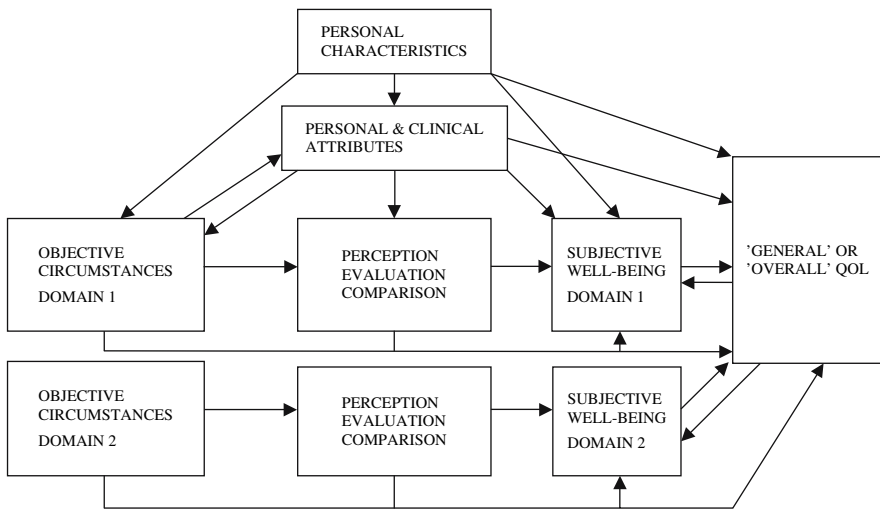 PERSONAL
CHARACTERISTICS
PERSONAL & CLINICAL
ATTRIBUTES
OBJECTIVE
CIRCUMSTANCES
DOMAIN 1
PERCEPTION
EVALUATION
COMPARISON
SUBJECTIVE
WELL-BEING
DOMAIN 1
’GENERAL’ OR
’OVERALL’ QOL
OBJECTIVE
CIRCUMSTANCES
DOMAIN 2
PERCEPTION
EVALUATION
COMPARISON
SUBJECTIVE
WELL-BEING
DOMAIN 2